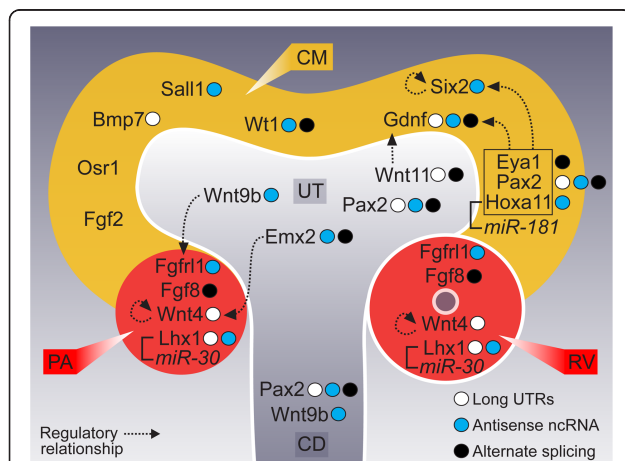 CM
Sall1
Six2
Bmp7
Wt1
Gdnf
Osr1
Eya1
Wnt11
Pax2
UT
Wnt9b
Pax2
Hoxa11
Fgf2
miR-181
Emx2
Fgfrl1
Fgfrl1
Fgf8
Fgf8
Wnt4
Wnt4
Lhx1
Lhx1
PA
miR-30
miR-30
RV
Pax2
Long UTRs
Wnt9b
Antisense ncRNA
Regulatory
relationship
CD
Alternate splicing